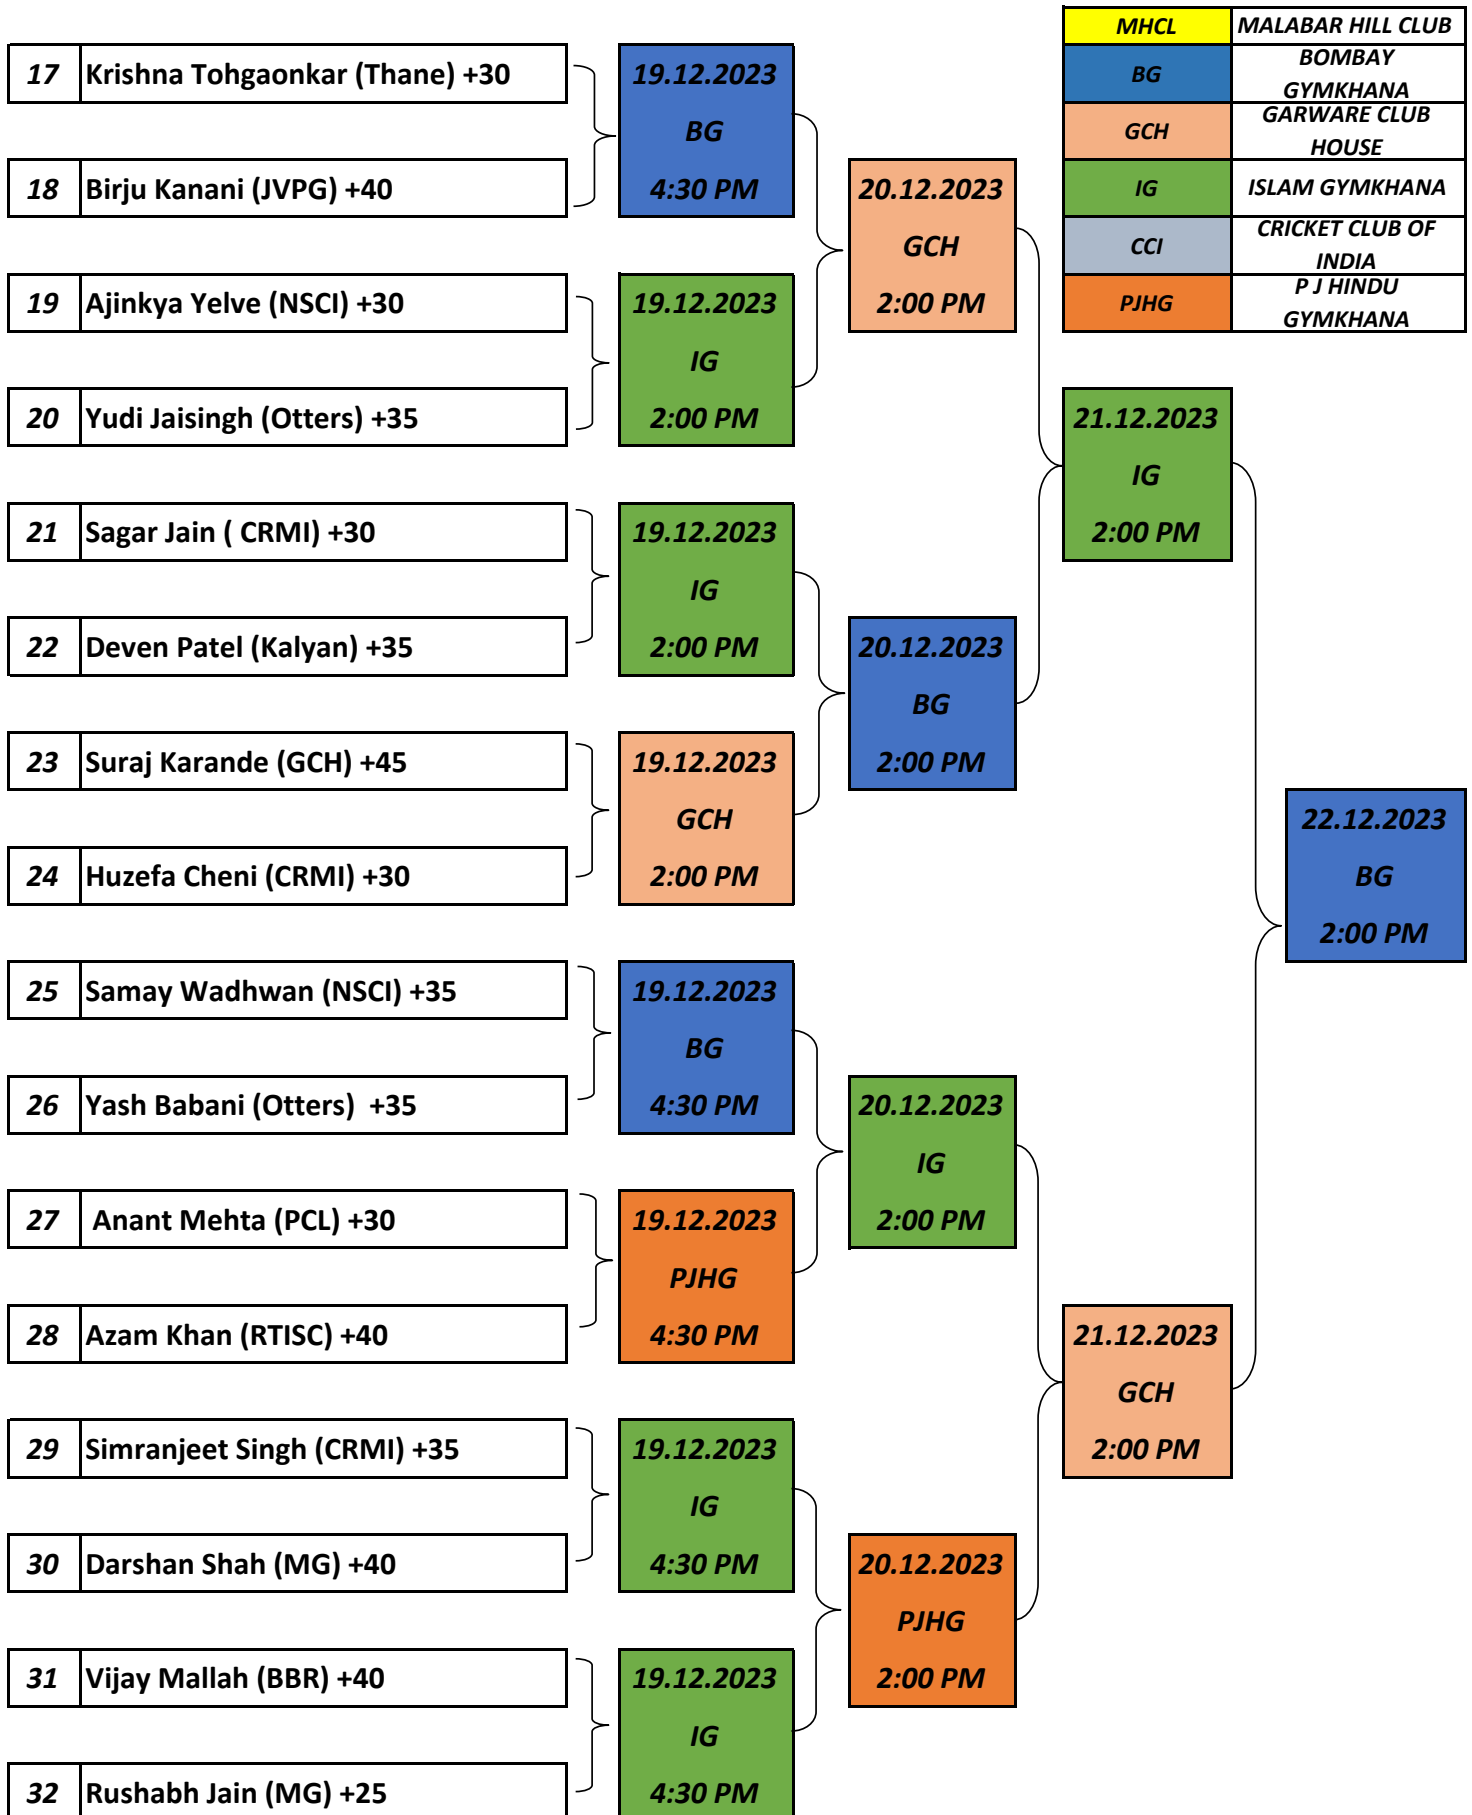 MHCL MALABAR HILL CLUB
BG BOMBAY
GYMKHANA
GCH GARWARE CLUB
HOUSE
IG ISLAM GYMKHANA
CCI CRICKET CLUB OF
INDIA
PJHG P J HINDU
GYMKHANA
17 Krishna Tohgaonkar (Thane) +30
18 Birju Kanani (JVPG) +40
19 Ajinkya Yelve (NSCI) +30
20 Yudi Jaisingh (Otters) +35
21 Sagar Jain ( CRMI) +30
22 Deven Patel (Kalyan) +35
23 Suraj Karande (GCH) +45
24 Huzefa Cheni (CRMI) +30
25 Samay Wadhwan (NSCI) +35
26 Yash Babani (Otters)  +35
27 Anant Mehta (PCL) +30
28 Azam Khan (RTISC) +40
29 Simranjeet Singh (CRMI) +35
30 Darshan Shah (MG) +40
31 Vijay Mallah (BBR) +40
32 Rushabh Jain (MG) +25
19.12.2023
BG
4:30 PM
19.12.2023
IG
2:00 PM
19.12.2023
IG
2:00 PM
19.12.2023
GCH
2:00 PM
19.12.2023
BG
4:30 PM
19.12.2023
PJHG
4:30 PM
19.12.2023
IG
4:30 PM
19.12.2023
IG
4:30 PM
20.12.2023
GCH
2:00 PM
20.12.2023
BG
2:00 PM
20.12.2023
IG
2:00 PM
20.12.2023
PJHG
2:00 PM
21.12.2023
IG
2:00 PM
21.12.2023
GCH
2:00 PM
22.12.2023
BG
2:00 PM